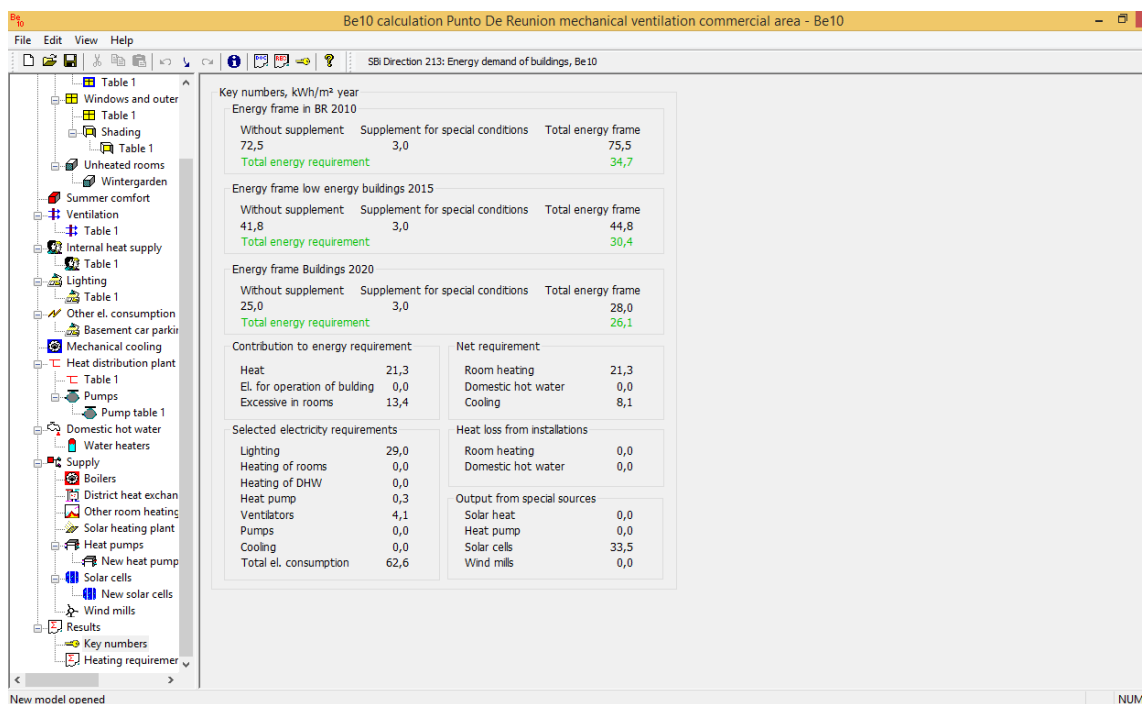 Be10 calculation Punto De Reunion mechanical ventilation commercial area - Be10
File Edit View Help
SBi Direction 213: Energy demand of buildings, Be10
Table 1
Windows and outer
Table 1
Shading
Table 1
Unheated rooms
Wintergarden
Summer comfort
Ventilation
Table 1
Internal heat supply
Table 1
Lighting
Table 1
Other el. consumption
Basement car parkir
Mechanical cooling
Heat distribution plant
Table 1
Pumps
Pump table 1
Domestic hot water
Water heaters
Supply
Boilers
District heat exchan
Other room heating
Solar heating plant
Heat pumps
New heat pump
Solar cells
New solar cells
Wind mills
Results
Key numbers
Heating requiremer
Key numbers, kWh/m² year
Energy frame in BR 2010
Without supplement Supplement for special conditions Total energy frame
72,5 3,0 75,5
Total energy requirement 34,7
Energy frame low energy buildings 2015
Without supplement Supplement for special conditions Total energy frame
41,8 3,0 44,8
Total energy requirement 30,4
Energy frame Buildings 2020
Without supplement Supplement for special conditions Total energy frame
25,0 3,0 28,0
Total energy requirement 26,1
Contribution to energy requirement
Heat 21,3
El. for operation of bulding 0,0
Excessive in rooms 13,4
Net requirement
Room heating 21,3
Domestic hot water 0,0
Cooling 8,1
Selected electricity requirements
Lighting 29,0
Heating of rooms 0,0
Heating of DHW 0,0
Heat pump 0,3
Ventilators 4,1
Pumps 0,0
Cooling 0,0
Total el. consumption 62,6
Heat loss from installations
Room heating 0,0
Domestic hot water 0,0
Output from special sources
Solar heat 0,0
Heat pump 0,0
Solar cells 33,5
Wind mills 0,0
New model opened NUM